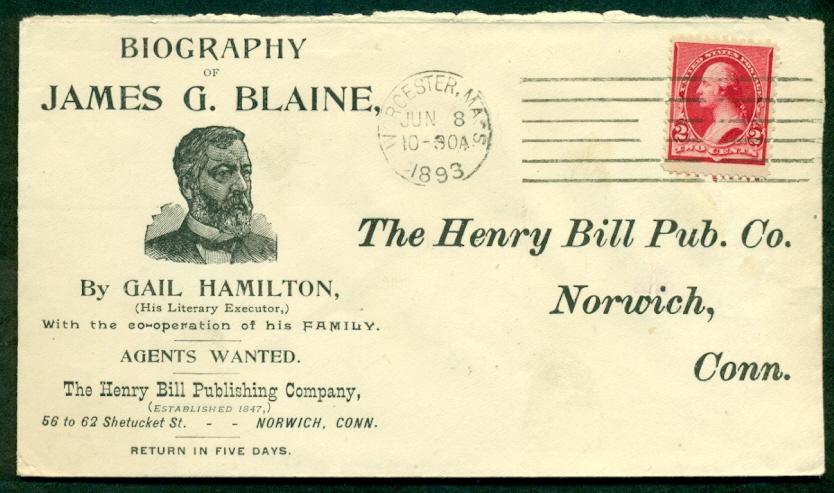 BIOGRAPHY
OF
JAMES G. BLAINE,
By GAIL HAMILTON,
(His Literary Executor,)
With the co-operation of his FAMILY.
AGENTS WANTED.
The Henry Bill Publishing Company,
(ESTABLISHED 1847,)
56 to 62 Shetucket St. - - NORWICH, CONN.
RETURN IN FIVE DAYS.
WORCESTER, MASS
JUN 8
10-30A
1893
UNITED STATES POSTAGE
2 2
TWO CENTS
The Henry Bill Pub. Co.
Norwich,
Conn.